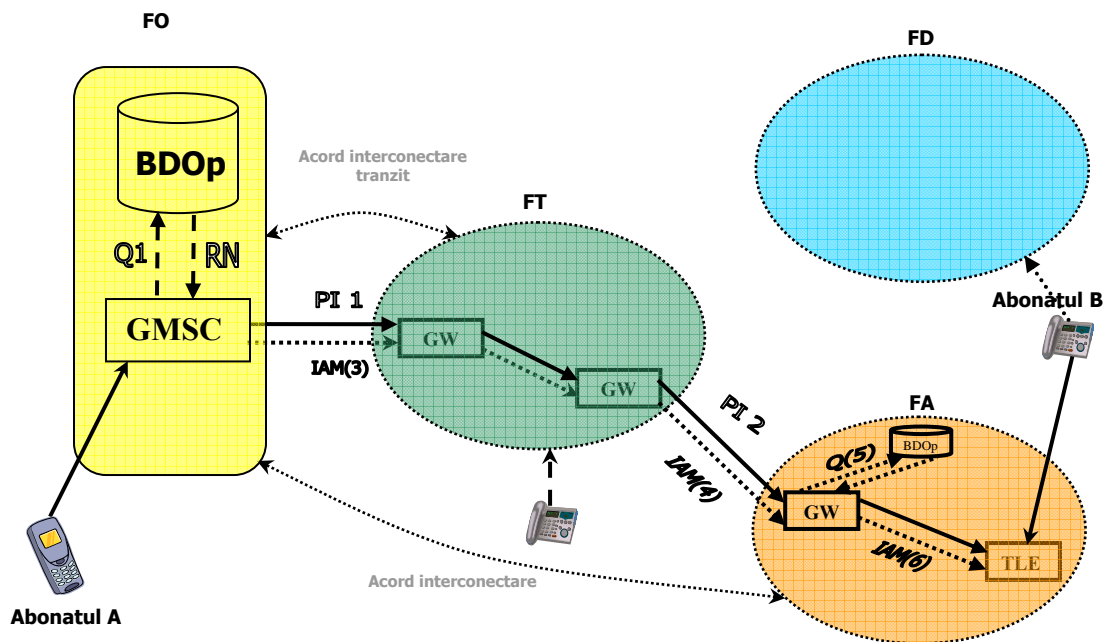 FO
FD
BDOp
Acord interconectare
tranzit
FT
Q1
RN
PI 1
Abonatul B
GMSC
GW
IAM(3)
GW
PI 2
FA
BDOp
Q(5)
IAM(4)
GW
IAM(6)
TLE
Acord interconectare
Abonatul A